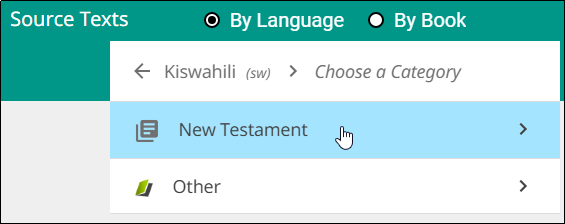 Source Texts By Language By Book
Kiswahili (sw) Choose a Category
New Testament
Other